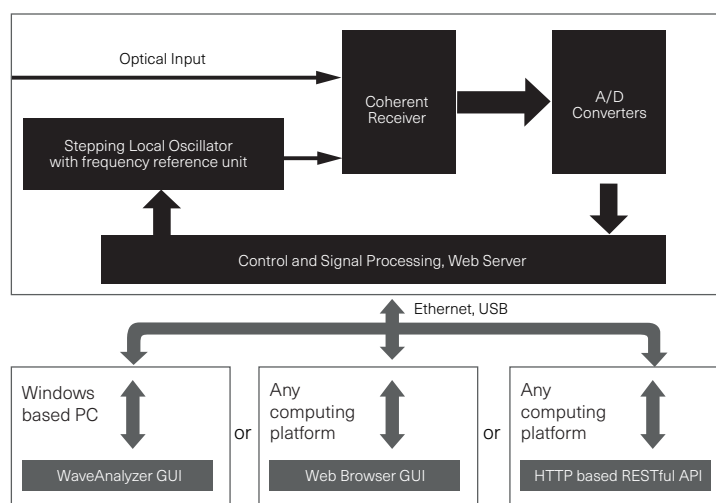 Optical Input
Coherent
Receiver
A/D
Converters
Stepping Local Oscillator
with frequency reference unit
Control and Signal Processing, Web Server
Ethernet, USB
Windows
based PC
WaveAnalyzer GUI
or
Any
computing
platform
Web Browser GUI
or
Any
computing
platform
HTTP based RESTful API